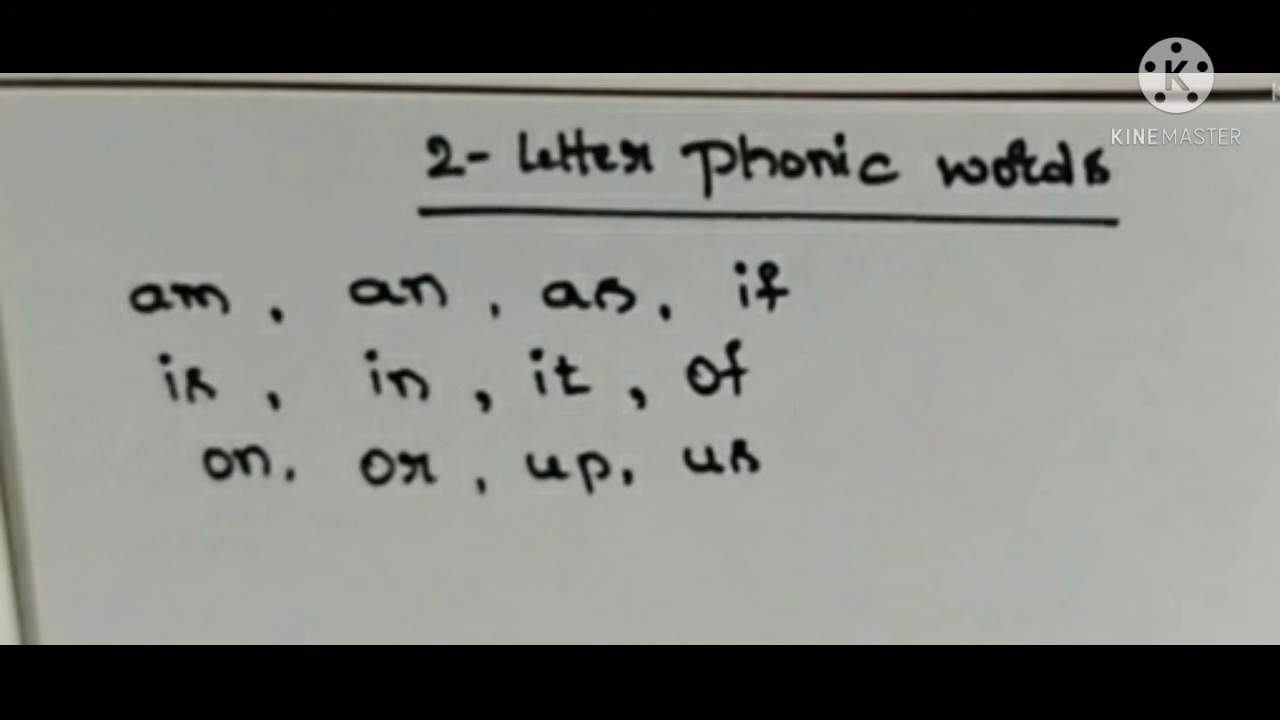 KINEMASTER
2- letter phonic words
am, an, as, if
is, in, it, of
on, or, up, us